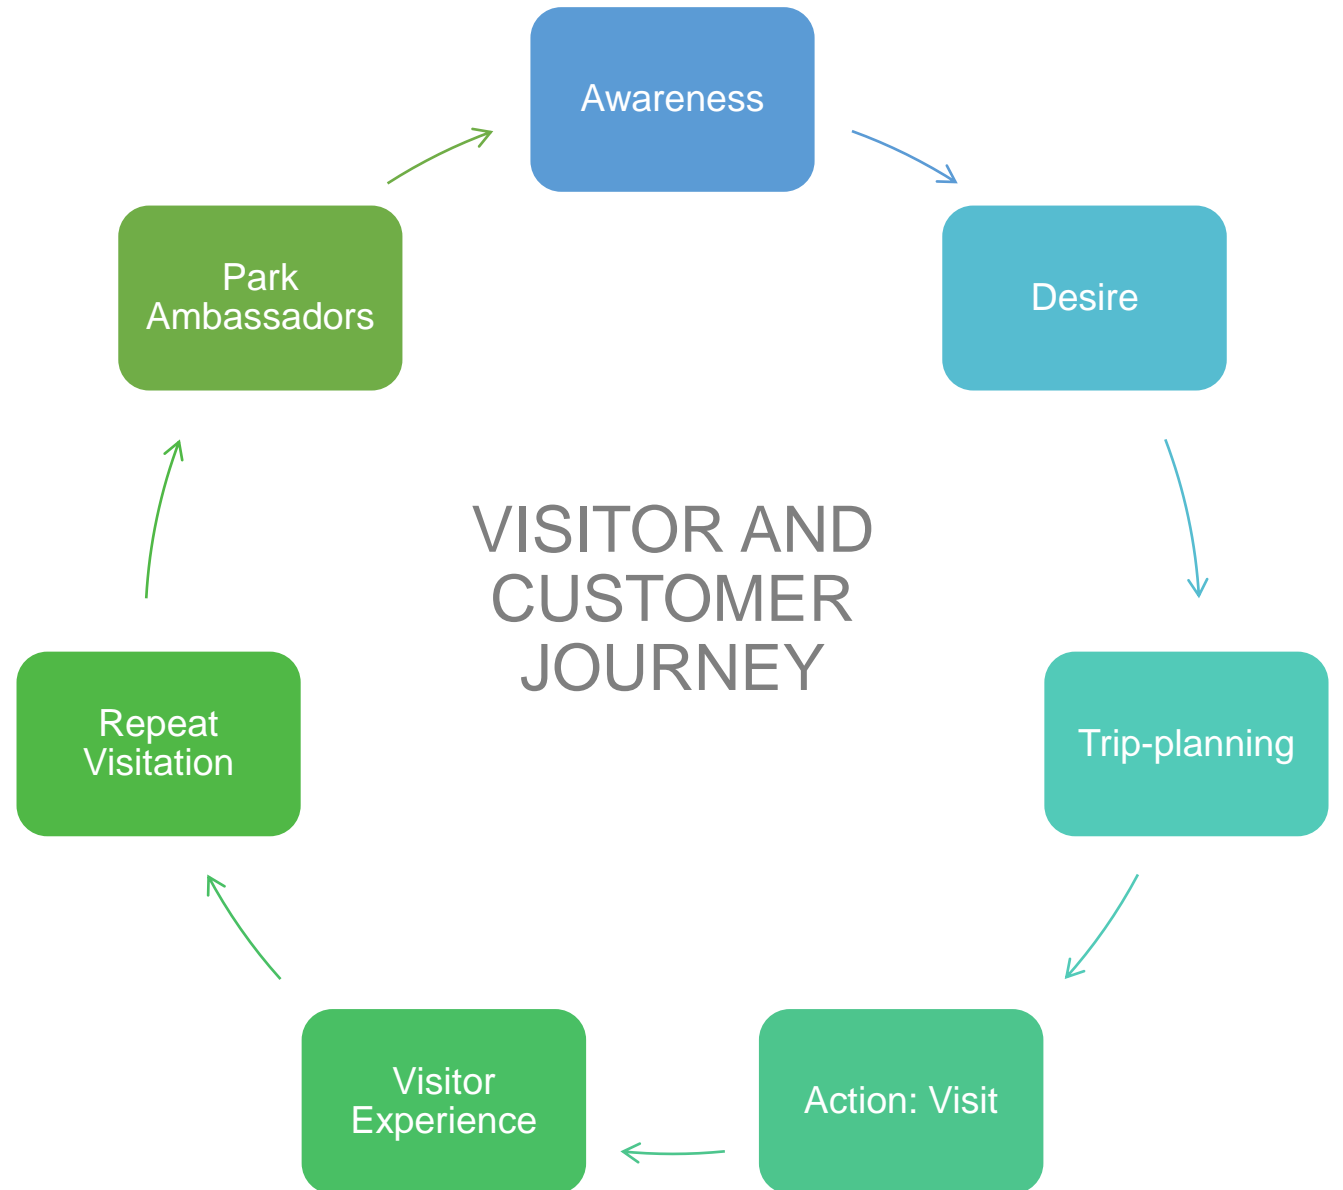 Awareness
Desire
Trip-planning
Action: Visit
Visitor
Experience
Repeat
Visitation
Park
Ambassadors
VISITOR AND
CUSTOMER
JOURNEY